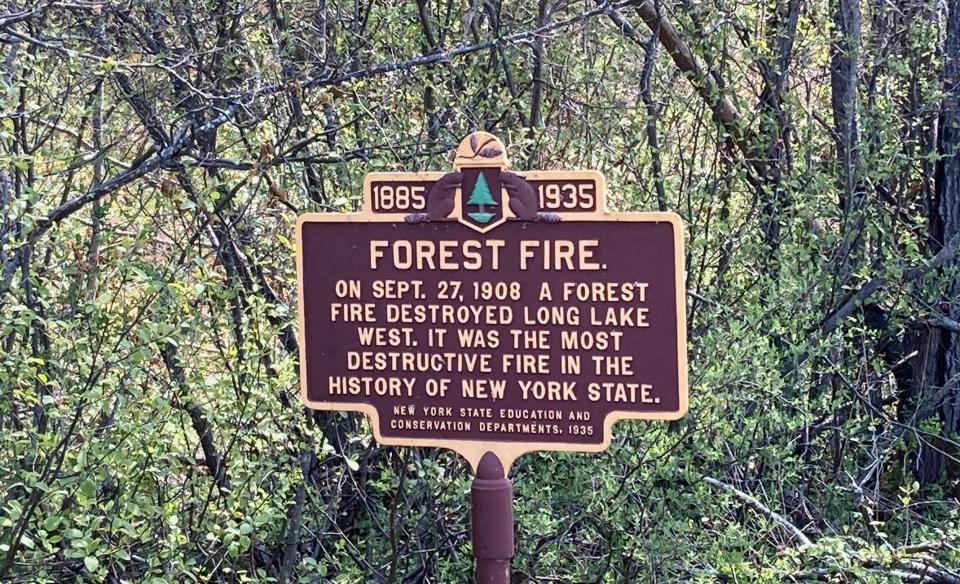 1885 1935
FOREST FIRE.
ON SEPT. 27, 1908 A FOREST
FIRE DESTROYED LONG LAKE
WEST. IT WAS THE MOST
DESTRUCTIVE FIRE IN THE
HISTORY OF NEW YORK STATE.
NEW YORK STATE EDUCATION AND
CONSERVATION DEPARTMENTS, 1935